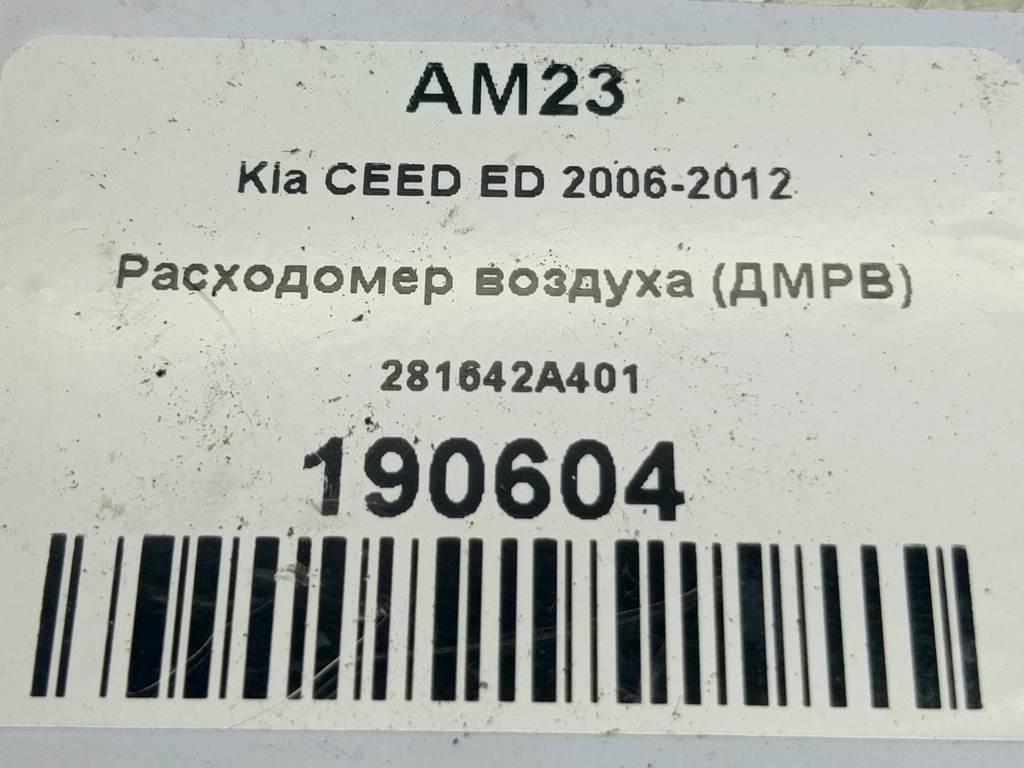 AM23
Kia CEED ED 2006-2012
Расходомер воздуха (ДМРВ)
281642A401
190604